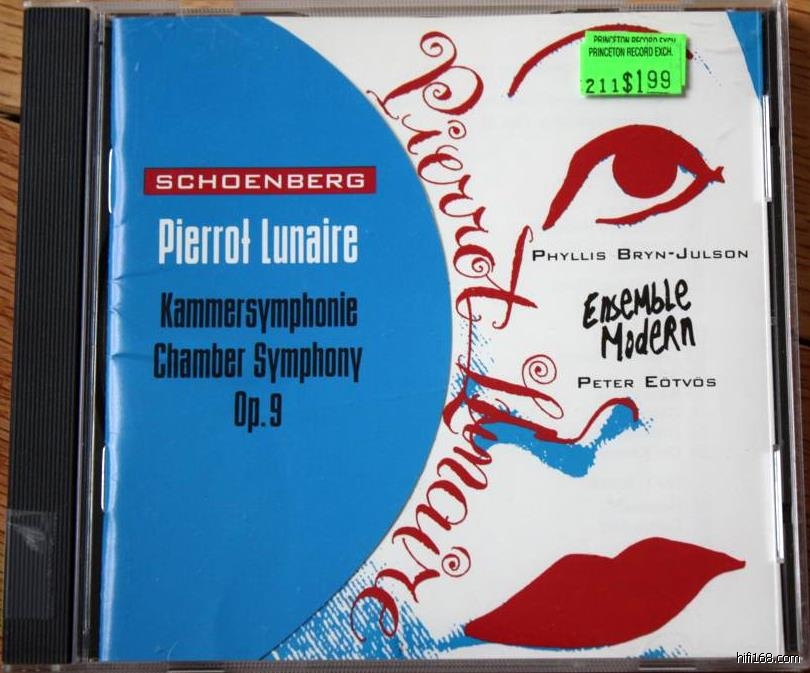 PRINCETON RECORD EXCH.
PRINCETON RECORD EXCH.
211$1.99
SCHOENBERG
Pierrot Lunaire
Kammersymphonie
Chamber Symphony
Op. 9
Pierrot Lunaire
PHYLLIS BRYN-JULSON
ENSEMBLE
MODERN
PETER EÖTVÖS
hifi168.com